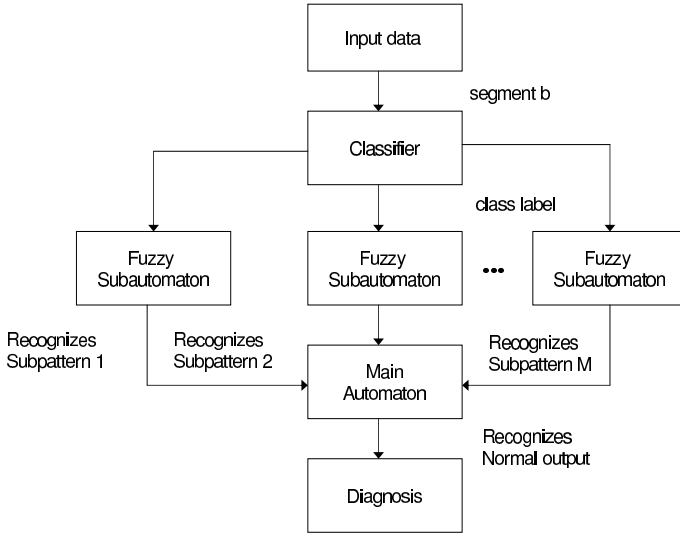 Input data
segment b
Classifier
class label
Fuzzy
Subautomaton
Fuzzy
Subautomaton
...
Fuzzy
Subautomaton
Recognizes
Subpattern 1
Recognizes
Subpattern 2
Recognizes
Subpattern M
Main
Automaton
Recognizes
Normal output
Diagnosis